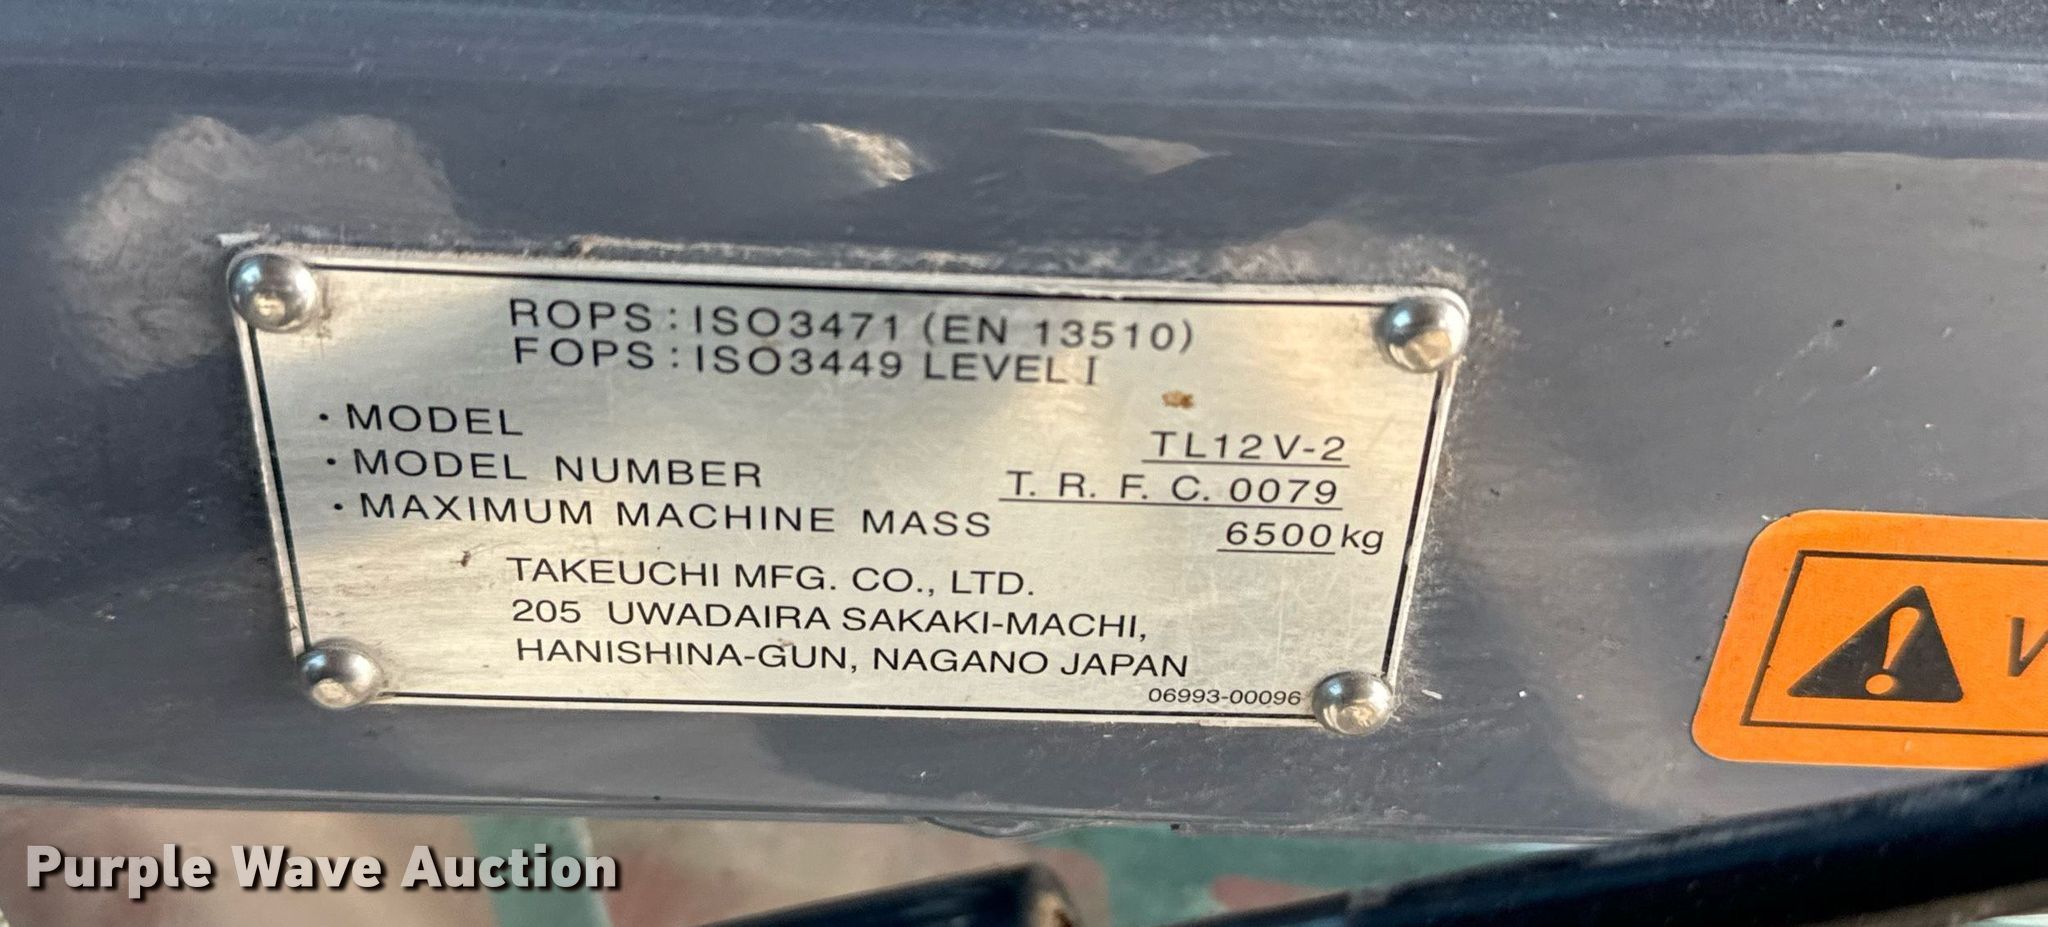 ROPS : ISO3471 (EN 13510)
FOPS : ISO3449 LEVEL I
· MODEL TL12V-2
· MODEL NUMBER T. R. F. C. 0079
· MAXIMUM MACHINE MASS 6500kg
TAKEUCHI MFG. CO., LTD.
205 UWADAIRA SAKAKI-MACHI,
HANISHINA-GUN, NAGANO JAPAN
06993-00096
Purple Wave Auction